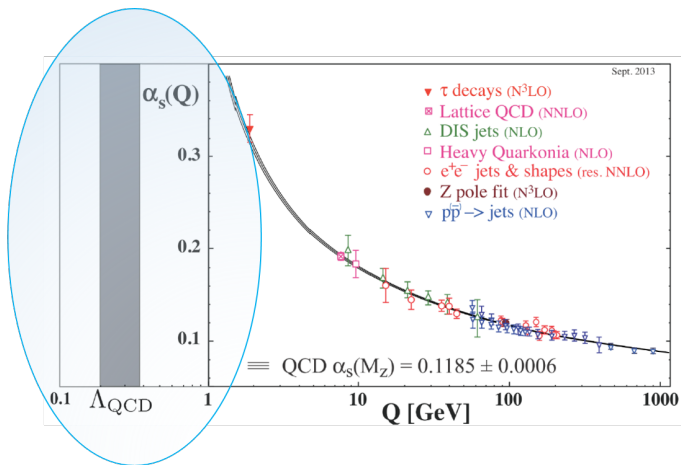 Sept. 2013
αs(Q)
τ decays (N³LO)
Lattice QCD (NNLO)
DIS jets (NLO)
Heavy Quarkonia (NLO)
e⁺e⁻ jets & shapes (res. NNLO)
Z pole fit (N³LO)
pp̄ –> jets (NLO)
0.3
0.2
0.1
QCD αs(Mz) = 0.1185 ± 0.0006
0.1 ΛQCD 1 10 100 1000
Q [GeV]